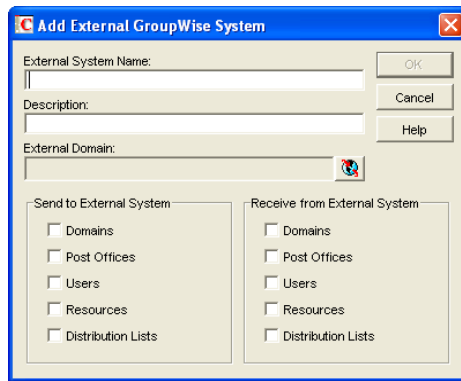 Add External GroupWise System
External System Name:
OK
Description:
Cancel
Help
External Domain:
Send to External System
Domains
Post Offices
Users
Resources
Distribution Lists
Receive from External System
Domains
Post Offices
Users
Resources
Distribution Lists